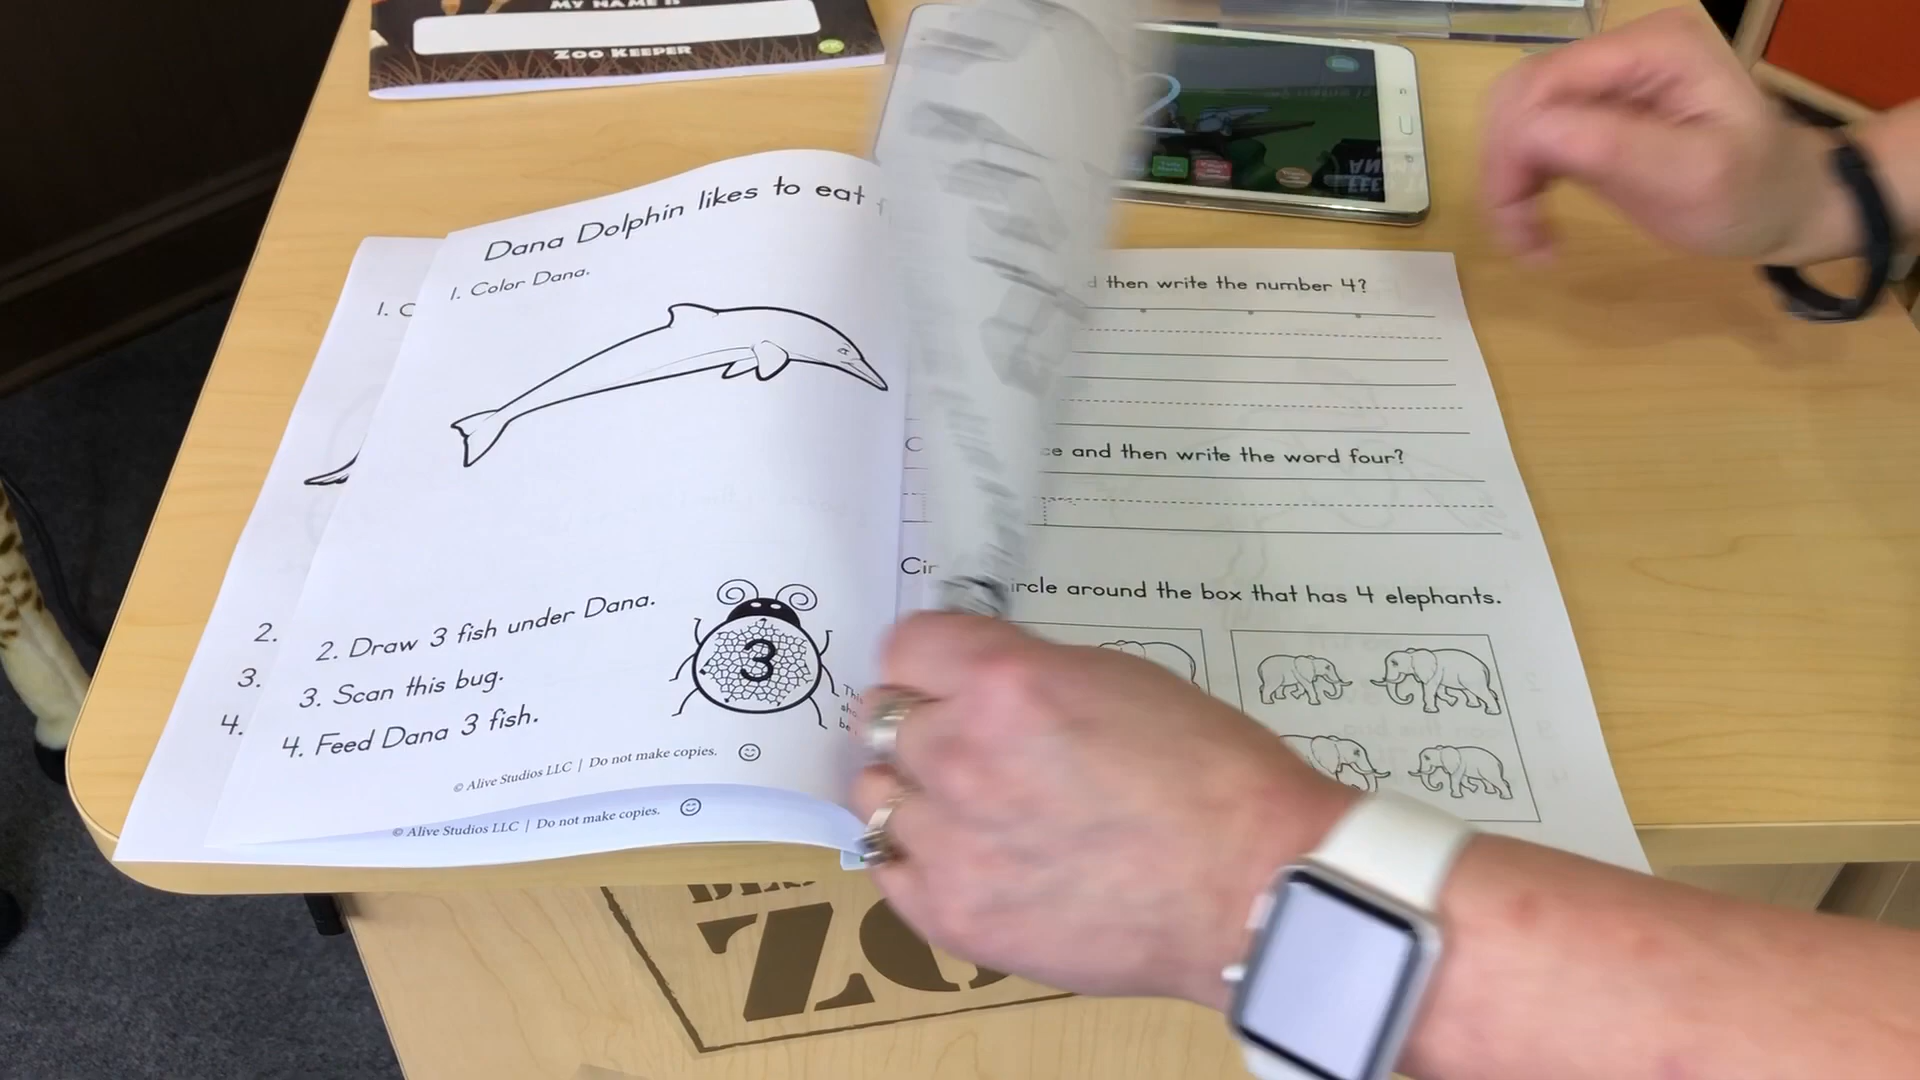 MY NAME IS
ZOO KEEPER
PK
2
Dana Dolphin likes to eat
1. Color Dana.
1. C
2. Draw 3 fish under Dana.
3. Scan this bug.
4. Feed Dana 3 fish.
3
2.
3.
4.
© Alive Studios LLC | Do not make copies.
© Alive Studios LLC | Do not make copies.
then write the number 4?
and then write the word four?
Cir
circle around the box that has 4 elephants.